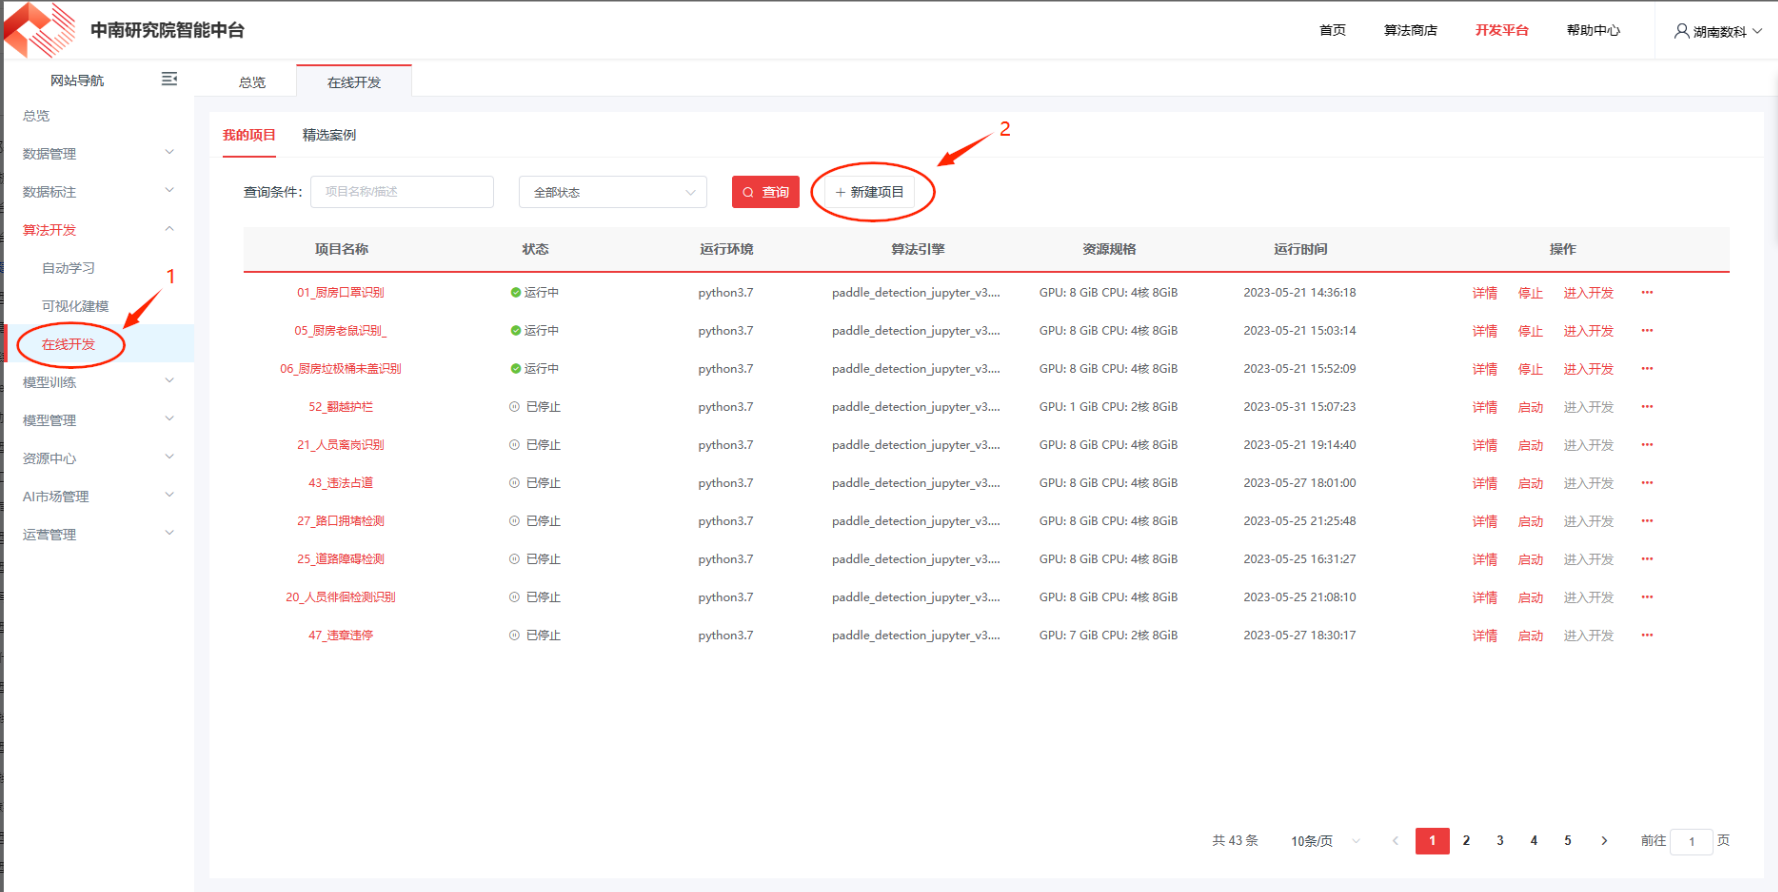 中南研究院智能中台
首页 算法商店 开发平台 帮助中心 湖南数科
网站导航
总览 在线开发
总览
数据管理
数据标注
算法开发
自动学习
可视化建模
在线开发
模型训练
模型管理
资源中心
AI市场管理
运营管理
1
2
我的项目 精选案例
查询条件: 项目名称/描述 全部状态 查询 + 新建项目
项目名称 状态 运行环境 算法引擎 资源规格 运行时间 操作
01_厨房口罩识别 运行中 python3.7 paddle_detection_jupyter_v3.... GPU: 8 GiB CPU: 4核 8GiB 2023-05-21 14:36:18 详情 停止 进入开发 ···
05_厨房老鼠识别_ 运行中 python3.7 paddle_detection_jupyter_v3.... GPU: 8 GiB CPU: 4核 8GiB 2023-05-21 15:03:14 详情 停止 进入开发 ···
06_厨房垃极桶未盖识别 运行中 python3.7 paddle_detection_jupyter_v3.... GPU: 8 GiB CPU: 4核 8GiB 2023-05-21 15:52:09 详情 停止 进入开发 ···
52_翻越护栏 已停止 python3.7 paddle_detection_jupyter_v3.... GPU: 1 GiB CPU: 2核 8GiB 2023-05-31 15:07:23 详情 启动 进入开发 ···
21_人员离岗识别 已停止 python3.7 paddle_detection_jupyter_v3.... GPU: 8 GiB CPU: 4核 8GiB 2023-05-21 19:14:40 详情 启动 进入开发 ···
43_违法占道 已停止 python3.7 paddle_detection_jupyter_v3.... GPU: 8 GiB CPU: 4核 8GiB 2023-05-27 18:01:00 详情 启动 进入开发 ···
27_路口拥堵检测 已停止 python3.7 paddle_detection_jupyter_v3.... GPU: 8 GiB CPU: 4核 8GiB 2023-05-25 21:25:48 详情 启动 进入开发 ···
25_道路障碍检测 已停止 python3.7 paddle_detection_jupyter_v3.... GPU: 8 GiB CPU: 4核 8GiB 2023-05-25 16:31:27 详情 启动 进入开发 ···
20_人员徘徊检测识别 已停止 python3.7 paddle_detection_jupyter_v3.... GPU: 8 GiB CPU: 4核 8GiB 2023-05-25 21:08:10 详情 启动 进入开发 ···
47_违章违停 已停止 python3.7 paddle_detection_jupyter_v3.... GPU: 7 GiB CPU: 2核 8GiB 2023-05-27 18:30:17 详情 启动 进入开发 ···
共 43 条 10条/页 < 1 2 3 4 5 > 前往 1 页